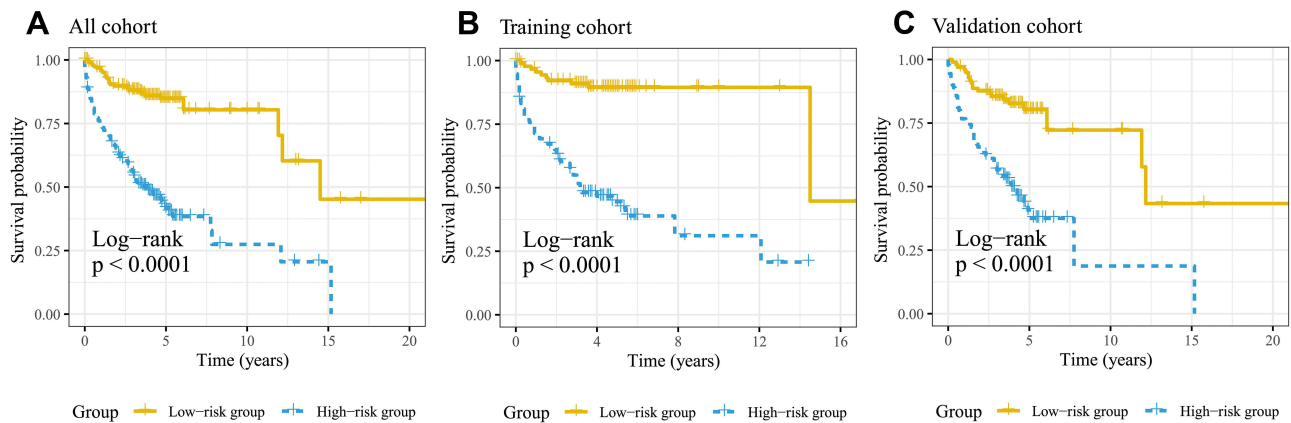 A All cohort
Survival probability
1.00
0.75
0.50
0.25
0.00
Log−rank
p < 0.0001
0 5 10 15 20
Time (years)
Group Low−risk group High−risk group
B Training cohort
Survival probability
1.00
0.75
0.50
0.25
0.00
Log−rank
p < 0.0001
0 4 8 12 16
Time (years)
Group Low−risk group High−risk group
C Validation cohort
Survival probability
1.00
0.75
0.50
0.25
0.00
Log−rank
p < 0.0001
0 5 10 15 20
Time (years)
Group Low−risk group High−risk group